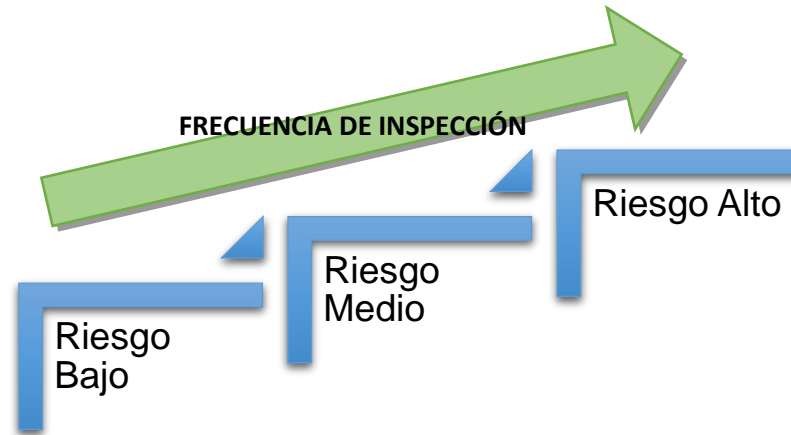 FRECUENCIA DE INSPECCIÓN
Riesgo Alto
Riesgo
Medio
Riesgo
Bajo